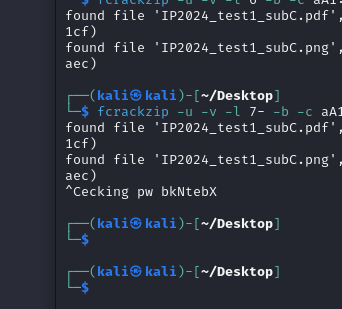 $ fcrackzip -u -v -l 6 -b -c aA1
found file 'IP2024_test1_subC.pdf',
1cf)
found file 'IP2024_test1_subC.png',
aec)
┌──(kali㉿kali)-[~/Desktop]
└─$ fcrackzip -u -v -l 7- -b -c aA1
found file 'IP2024_test1_subC.pdf',
1cf)
found file 'IP2024_test1_subC.png',
aec)
^Cecking pw bkNtebX
┌──(kali㉿kali)-[~/Desktop]
└─$
┌──(kali㉿kali)-[~/Desktop]
└─$